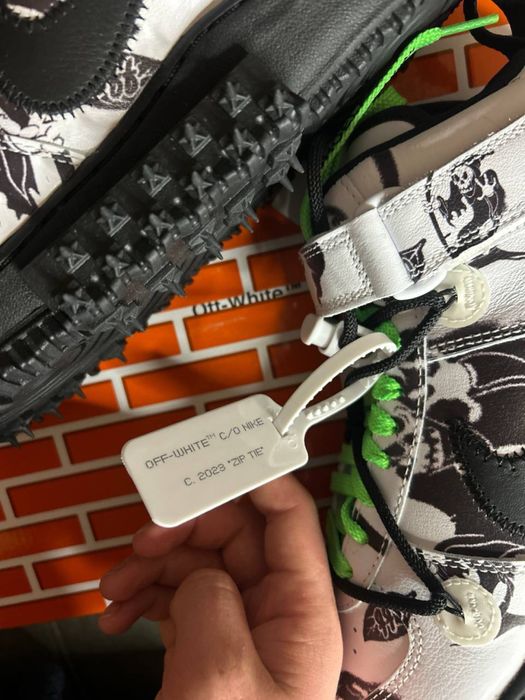 Off-White™
OFF-WHITE™ C/O NIKE
C. 2023 "ZIP TIE"